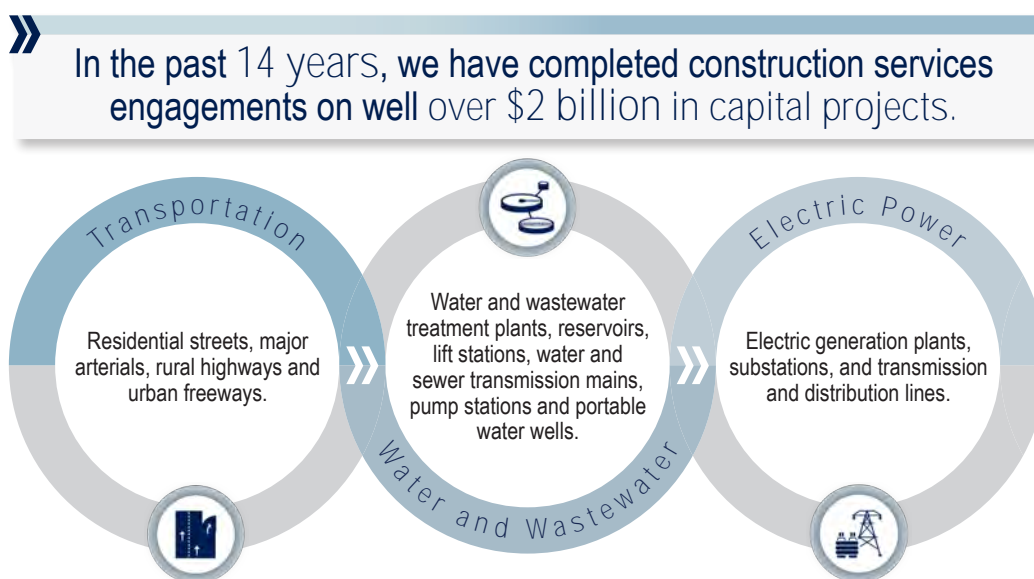 In the past 14 years, we have completed construction services
engagements on well over $2 billion in capital projects.
Transportation
Residential streets, major
arterials, rural highways and
urban freeways.
Water and wastewater
treatment plants, reservoirs,
lift stations, water and
sewer transmission mains,
pump stations and portable
water wells.
Water and Wastewater
Electric Power
Electric generation plants,
substations, and transmission
and distribution lines.